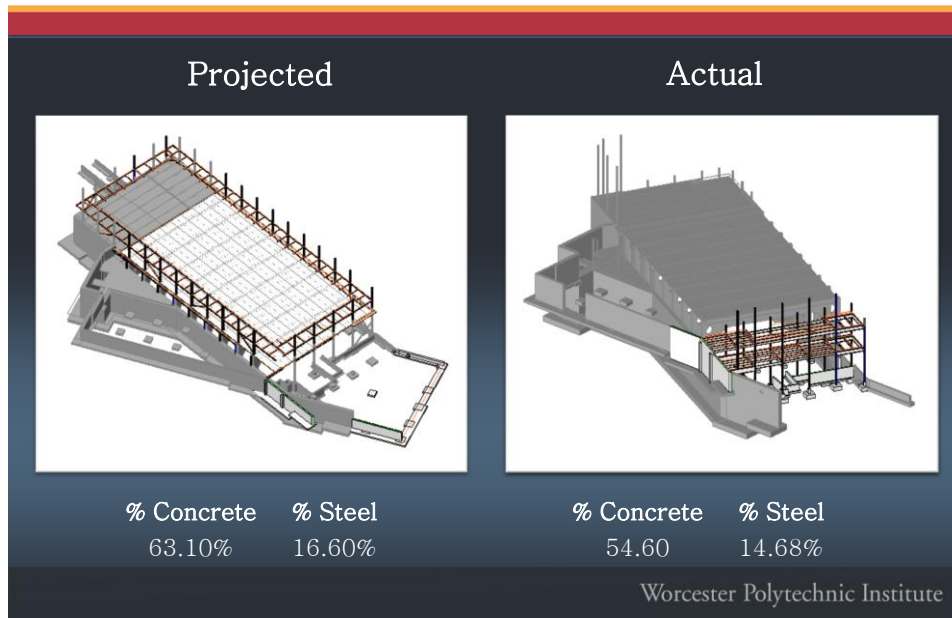 Projected
Actual
% Concrete % Steel
63.10% 16.60%
% Concrete % Steel
54.60 14.68%
Worcester Polytechnic Institute